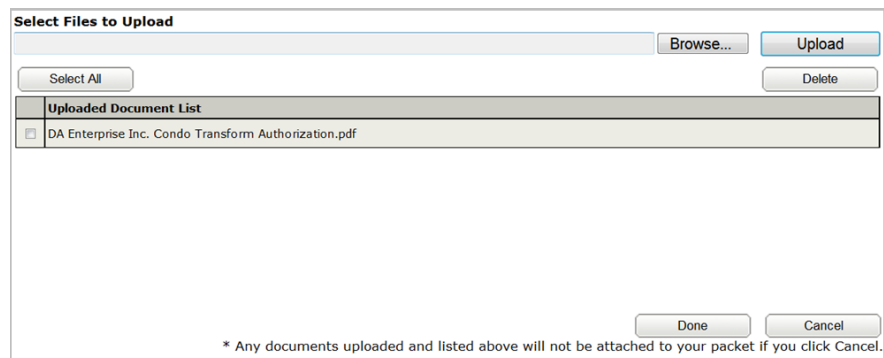 Select Files to Upload
Browse... Upload
Select All Delete
Uploaded Document List
DA Enterprise Inc. Condo Transform Authorization.pdf
Done Cancel
* Any documents uploaded and listed above will not be attached to your packet if you click Cancel.